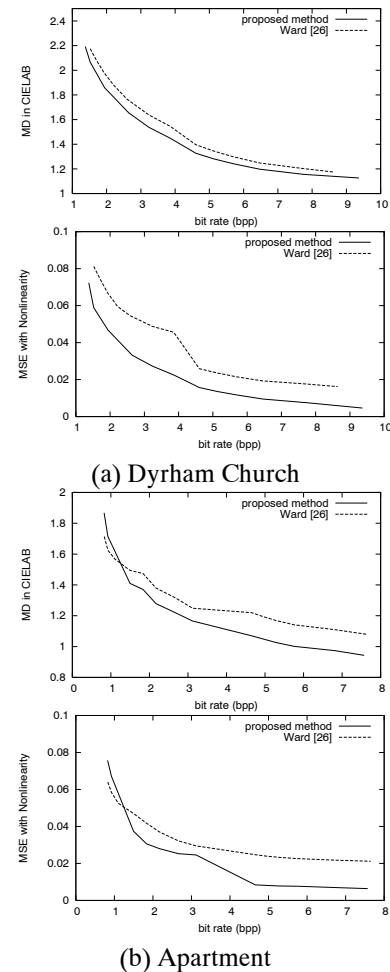 2.4
2.2
2
1.8
1.6
1.4
1.2
1
MD in CIELAB
proposed method
Ward [26]
1 2 3 4 5 6 7 8 9 10
bit rate (bpp)
0.1
0.08
0.06
0.04
0.02
0
MSE with Nonlinearity
proposed method
Ward [26]
1 2 3 4 5 6 7 8 9 10
bit rate (bpp)
(a) Dyrham Church
2
1.8
1.6
1.4
1.2
1
0.8
MD in CIELAB
proposed method
Ward [26]
0 1 2 3 4 5 6 7 8
bit rate (bpp)
0.1
0.08
0.06
0.04
0.02
0
MSE with Nonlinearity
proposed method
Ward [26]
0 1 2 3 4 5 6 7 8
bit rate (bpp)
(b) Apartment